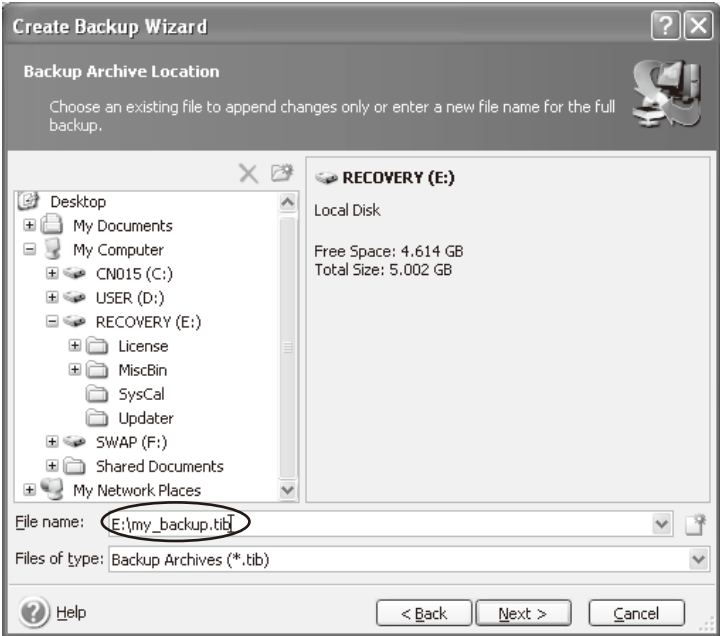 Create Backup Wizard
Backup Archive Location
Choose an existing file to append changes only or enter a new file name for the full
backup.
Desktop
My Documents
My Computer
CN015 (C:)
USER (D:)
RECOVERY (E:)
License
MiscBin
SysCal
Updater
SWAP (F:)
Shared Documents
My Network Places
RECOVERY (E:)
Local Disk
Free Space: 4.614 GB
Total Size: 5.002 GB
File name: E:\my_backup.tib
Files of type: Backup Archives (*.tib)
Help
< Back
Next >
Cancel